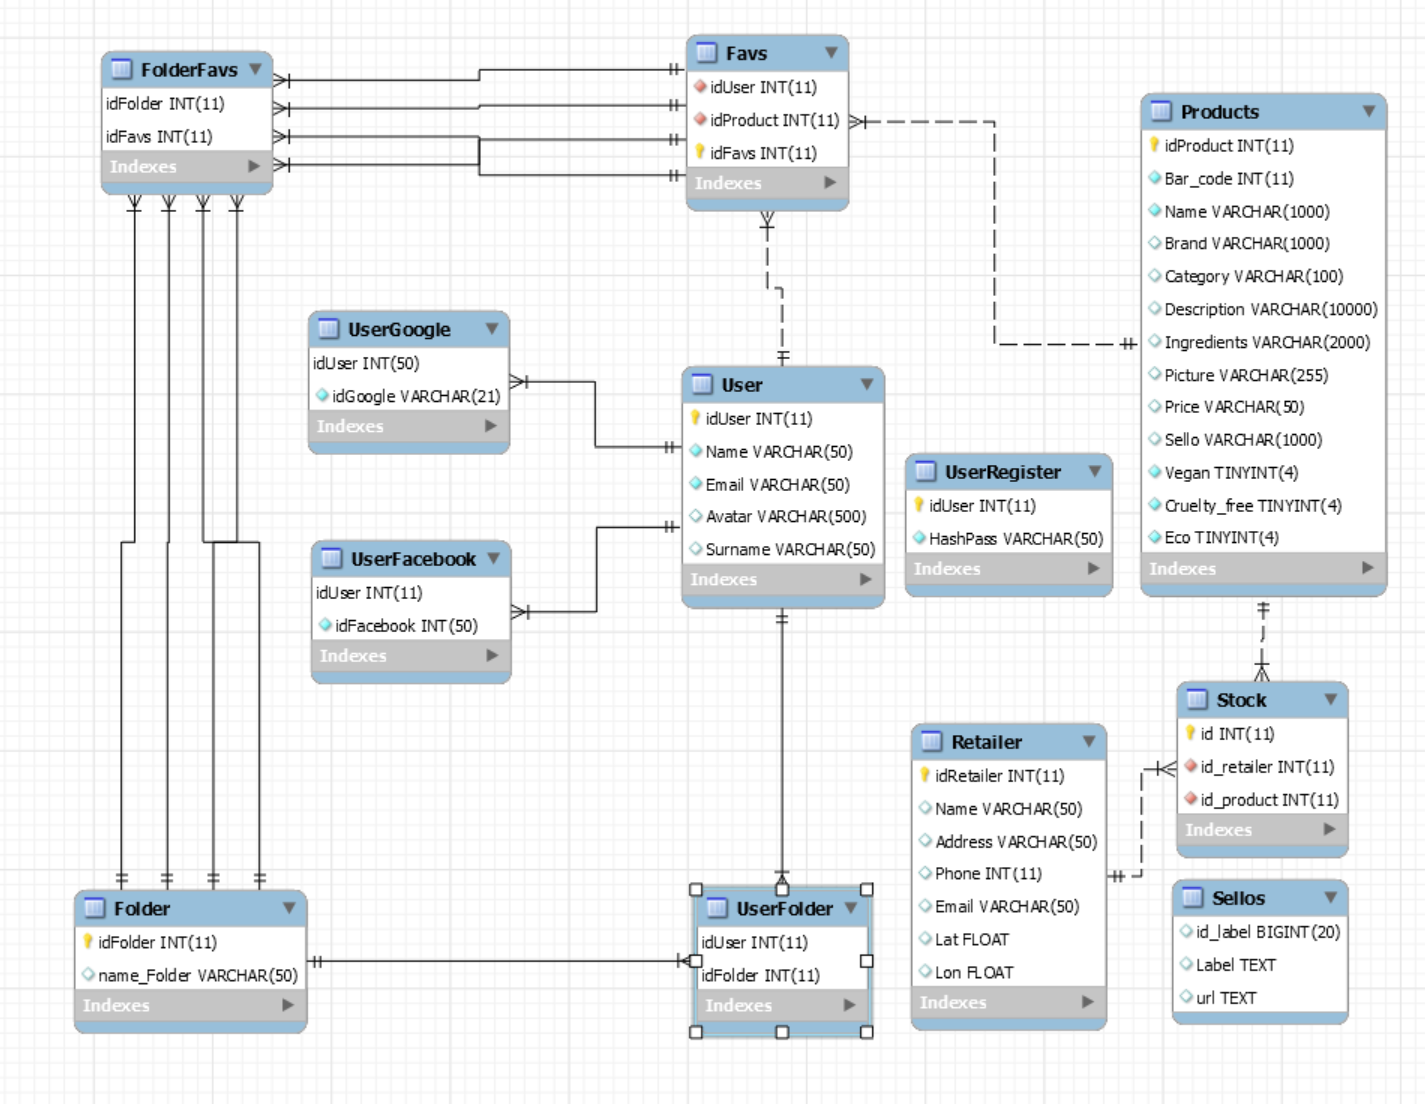 FolderFavs
idFolder INT(11)
idFavs INT(11)
Indexes
Favs
idUser INT(11)
idProduct INT(11)
idFavs INT(11)
Indexes
Products
idProduct INT(11)
Bar_code INT(11)
Name VARCHAR(1000)
Brand VARCHAR(1000)
Category VARCHAR(100)
Description VARCHAR(10000)
Ingredients VARCHAR(2000)
Picture VARCHAR(255)
Price VARCHAR(50)
Sello VARCHAR(1000)
Vegan TINYINT(4)
Cruelty_free TINYINT(4)
Eco TINYINT(4)
Indexes
UserGoogle
idUser INT(50)
idGoogle VARCHAR(21)
Indexes
User
idUser INT(11)
Name VARCHAR(50)
Email VARCHAR(50)
Avatar VARCHAR(500)
Surname VARCHAR(50)
Indexes
UserRegister
idUser INT(11)
HashPass VARCHAR(50)
Indexes
UserFacebook
idUser INT(11)
idFacebook INT(50)
Indexes
Stock
id INT(11)
id_retailer INT(11)
id_product INT(11)
Indexes
Retailer
idRetailer INT(11)
Name VARCHAR(50)
Address VARCHAR(50)
Phone INT(11)
Email VARCHAR(50)
Lat FLOAT
Lon FLOAT
Indexes
Folder
idFolder INT(11)
name_Folder VARCHAR(50)
Indexes
UserFolder
idUser INT(11)
idFolder INT(11)
Indexes
Sellos
id_label BIGINT(20)
Label TEXT
url TEXT